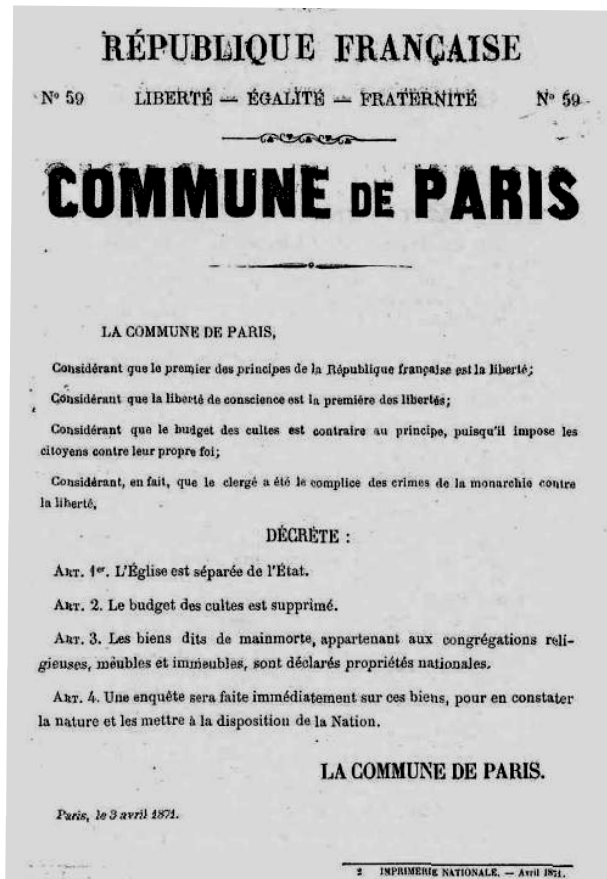 RÉPUBLIQUE FRANÇAISE
N° 59 LIBERTÉ — ÉGALITÉ — FRATERNITÉ N° 59
COMMUNE DE PARIS
LA COMMUNE DE PARIS,
Considérant que le premier des principes de la République française est la liberté;
Considérant que la liberté de conscience est la première des libertés;
Considérant que le budget des cultes est contraire au principe, puisqu'il impose les
citoyens contre leur propre foi;
Considérant, en fait, que le clergé a été le complice des crimes de la monarchie contre
la liberté,
DÉCRÈTE :
ART. 1er. L'Église est séparée de l'État.
ART. 2. Le budget des cultes est supprimé.
ART. 3. Les biens dits de mainmorte, appartenant aux congrégations reli-
gieuses, meubles et immeubles, sont déclarés propriétés nationales.
ART. 4. Une enquête sera faite immédiatement sur ces biens, pour en constater
la nature et les mettre à la disposition de la Nation.
LA COMMUNE DE PARIS.
Paris, le 3 avril 1871.
2 IMPRIMERIE NATIONALE. — Avril 1871.